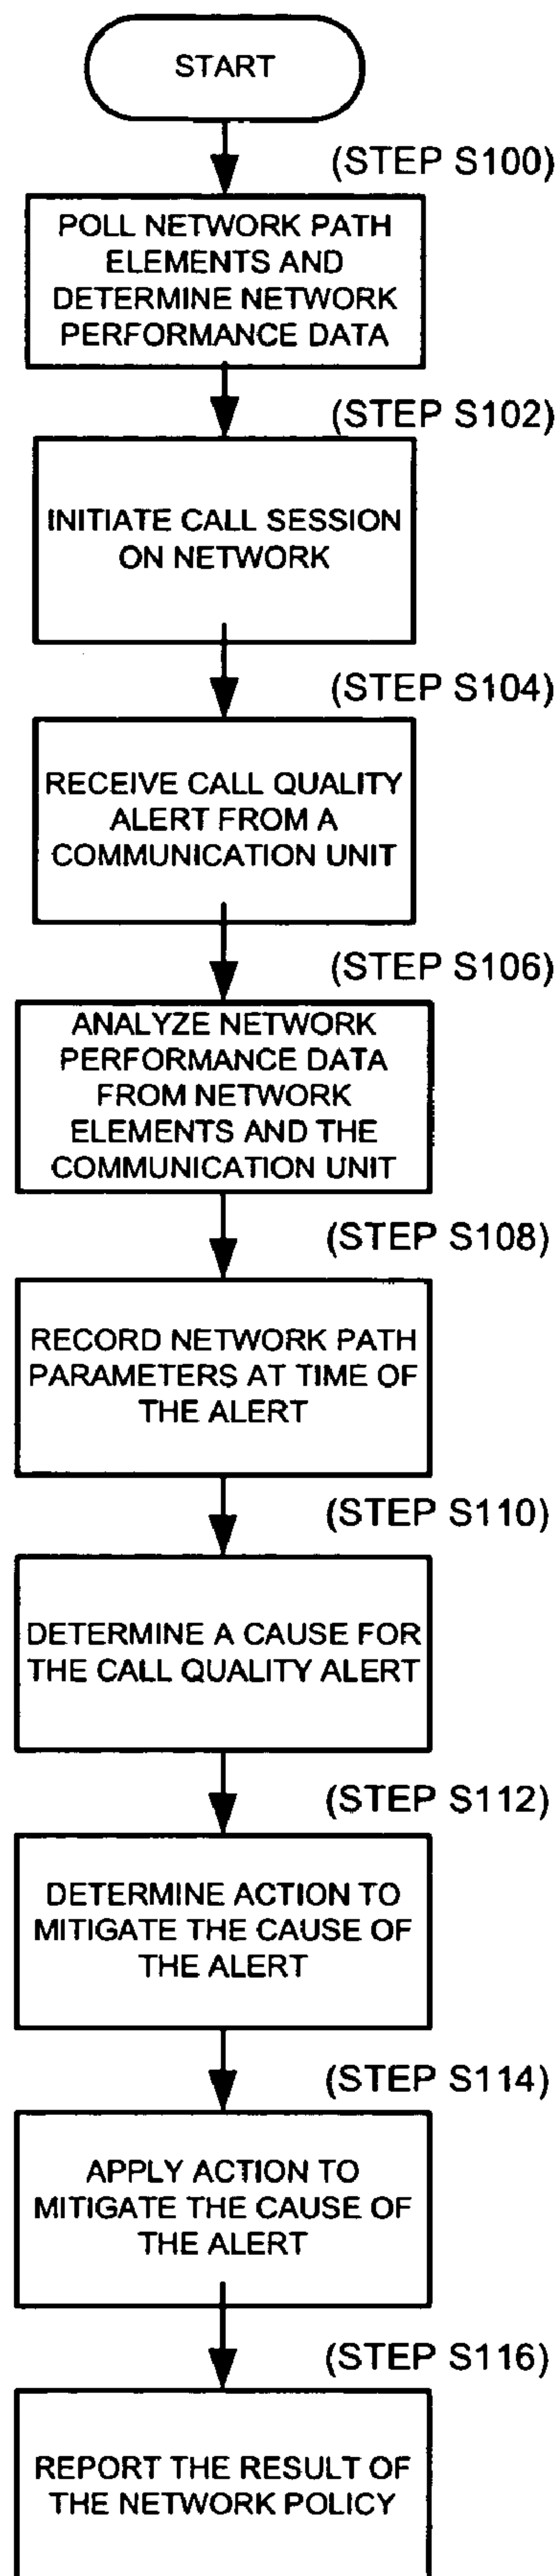 START
(STEP S100)
POLL NETWORK PATH
ELEMENTS AND
DETERMINE NETWORK
PERFORMANCE DATA
(STEP S102)
INITIATE CALL SESSION
ON NETWORK
(STEP S104)
RECEIVE CALL QUALITY
ALERT FROM A
COMMUNICATION UNIT
(STEP S106)
ANALYZE NETWORK
PERFORMANCE DATA
FROM NETWORK
ELEMENTS AND THE
COMMUNICATION UNIT
(STEP S108)
RECORD NETWORK PATH
PARAMETERS AT TIME OF
THE ALERT
(STEP S110)
DETERMINE A CAUSE FOR
THE CALL QUALITY ALERT
(STEP S112)
DETERMINE ACTION TO
MITIGATE THE CAUSE OF
THE ALERT
(STEP S114)
APPLY ACTION TO
MITIGATE THE CAUSE OF
THE ALERT
(STEP S116)
REPORT THE RESULT OF
THE NETWORK POLICY